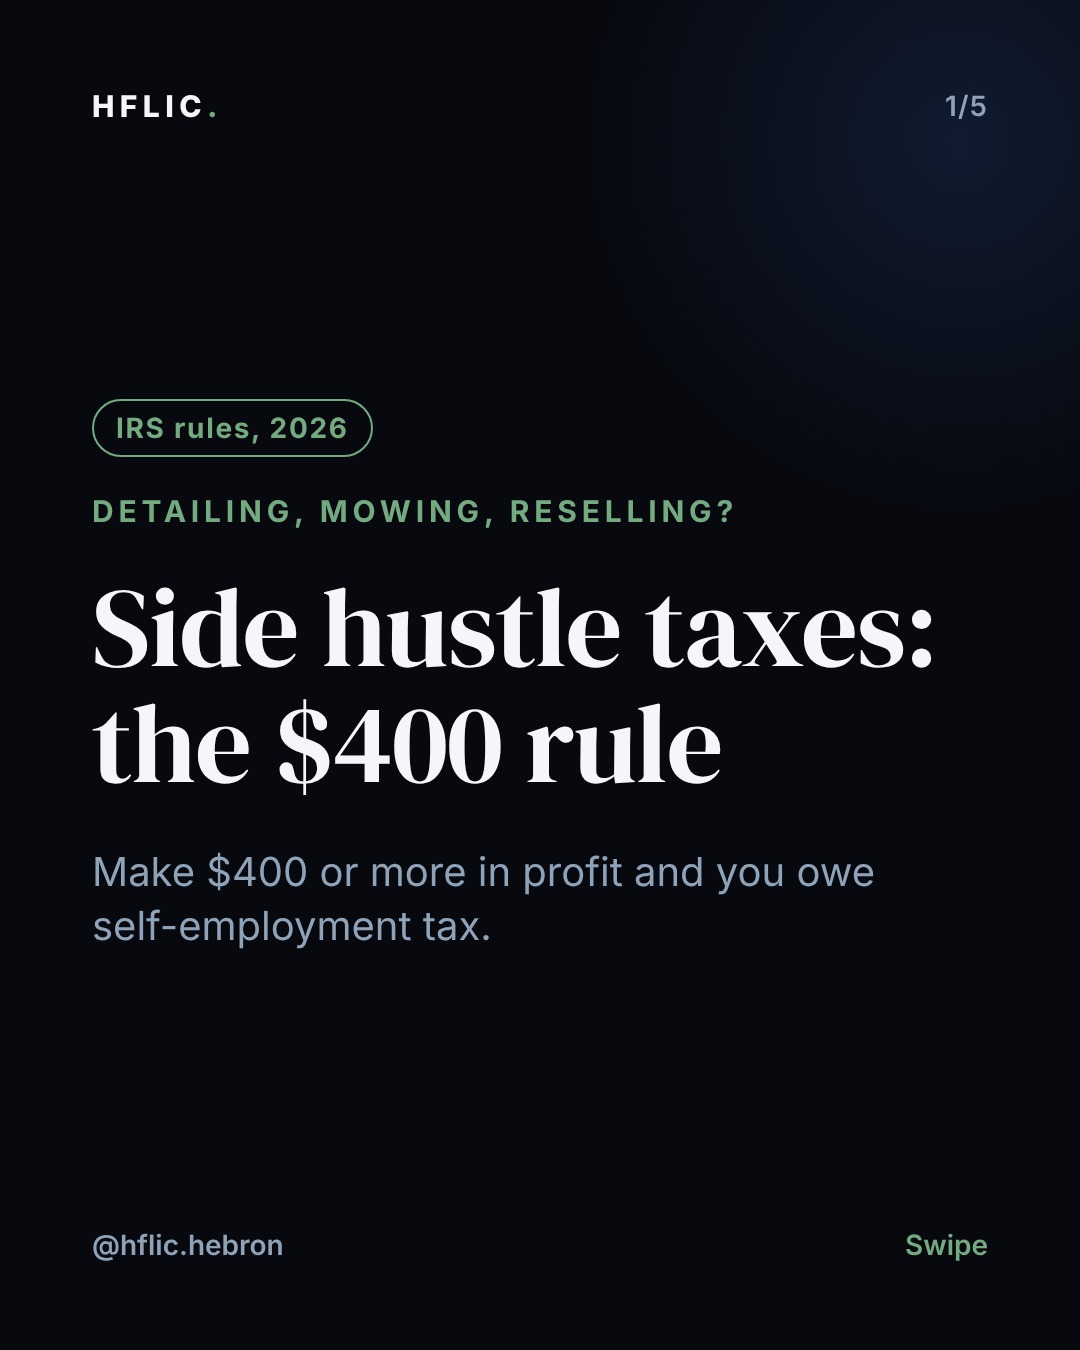 HFLIC.
1/5
IRS rules, 2026
DETAILING, MOWING, RESELLING?
Side hustle taxes:
the $400 rule
Make $400 or more in profit and you owe
self-employment tax.
@hflic.hebron
Swipe